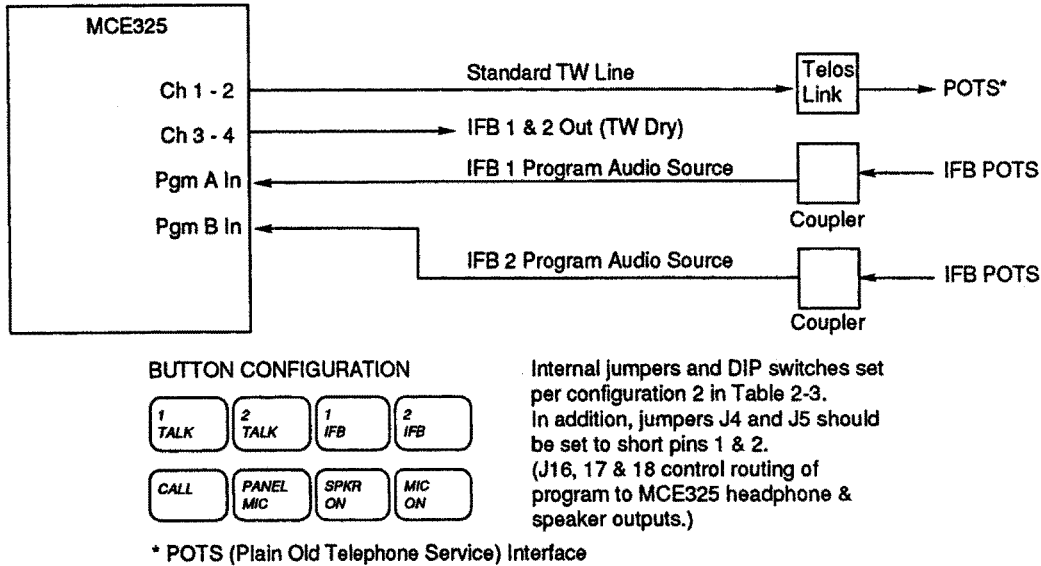 MCE325
Ch 1 - 2
Standard TW Line
Telos
Link
POTS*
Ch 3 - 4
IFB 1 & 2 Out (TW Dry)
Pgm A In
IFB 1 Program Audio Source
Coupler
IFB POTS
Pgm B In
IFB 2 Program Audio Source
Coupler
IFB POTS
BUTTON CONFIGURATION
1
TALK
2
TALK
1
IFB
2
IFB
CALL
PANEL
MIC
SPKR
ON
MIC
ON
Internal jumpers and DIP switches set
per configuration 2 in Table 2-3.
In addition, jumpers J4 and J5 should
be set to short pins 1 & 2.
(J16, 17 & 18 control routing of
program to MCE325 headphone &
speaker outputs.)
* POTS (Plain Old Telephone Service) Interface